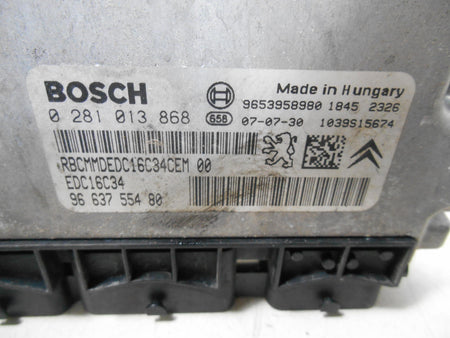 BOSCH
Made in Hungary
9653958980 1845 2326
0 281 013 868 658 07-07-30 1039S15674
RBCMMDEDC16C34CEM 00
EDC16C34
96 637 554 80